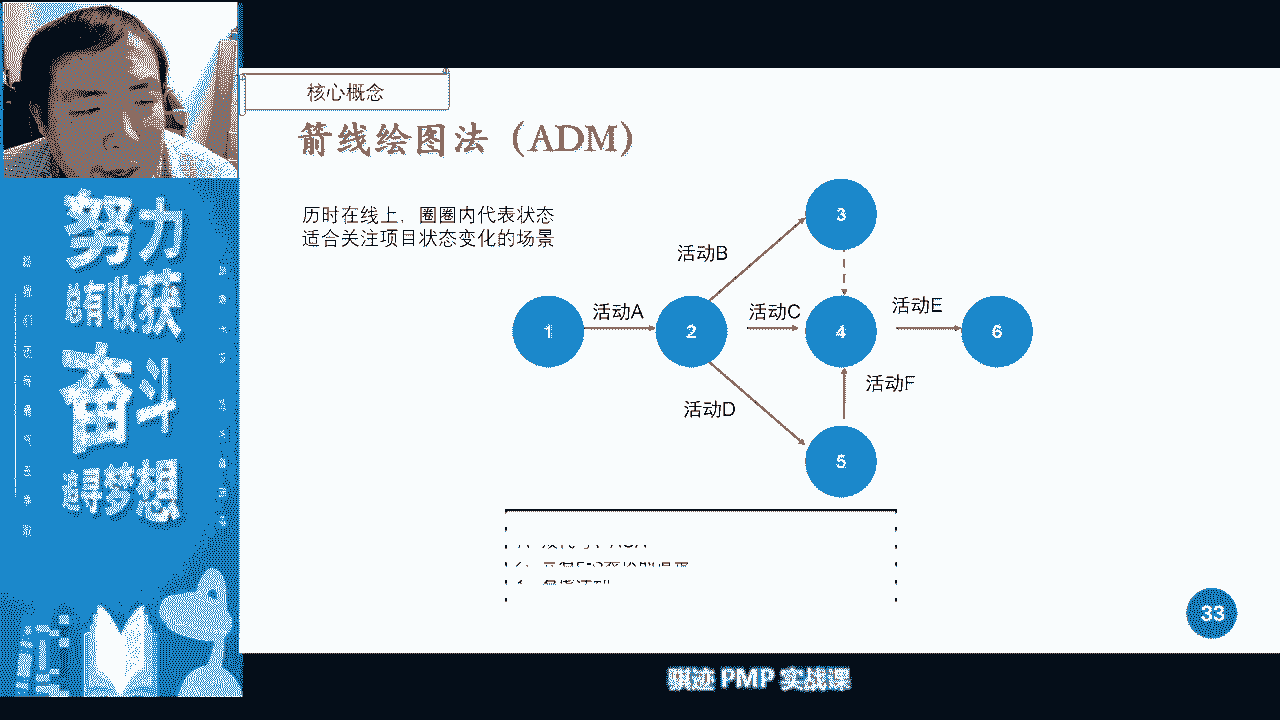 核心概念
箭线绘图法（ADM）
历时在线上，圈圈内代表状态
适合关注项目状态变化的场景
3
活动B
活动A
活动C
活动E
1
2
4
6
活动F
活动D
5
努力
总有收获
奋斗
追寻梦想
33
骐迹 PMP 实战课